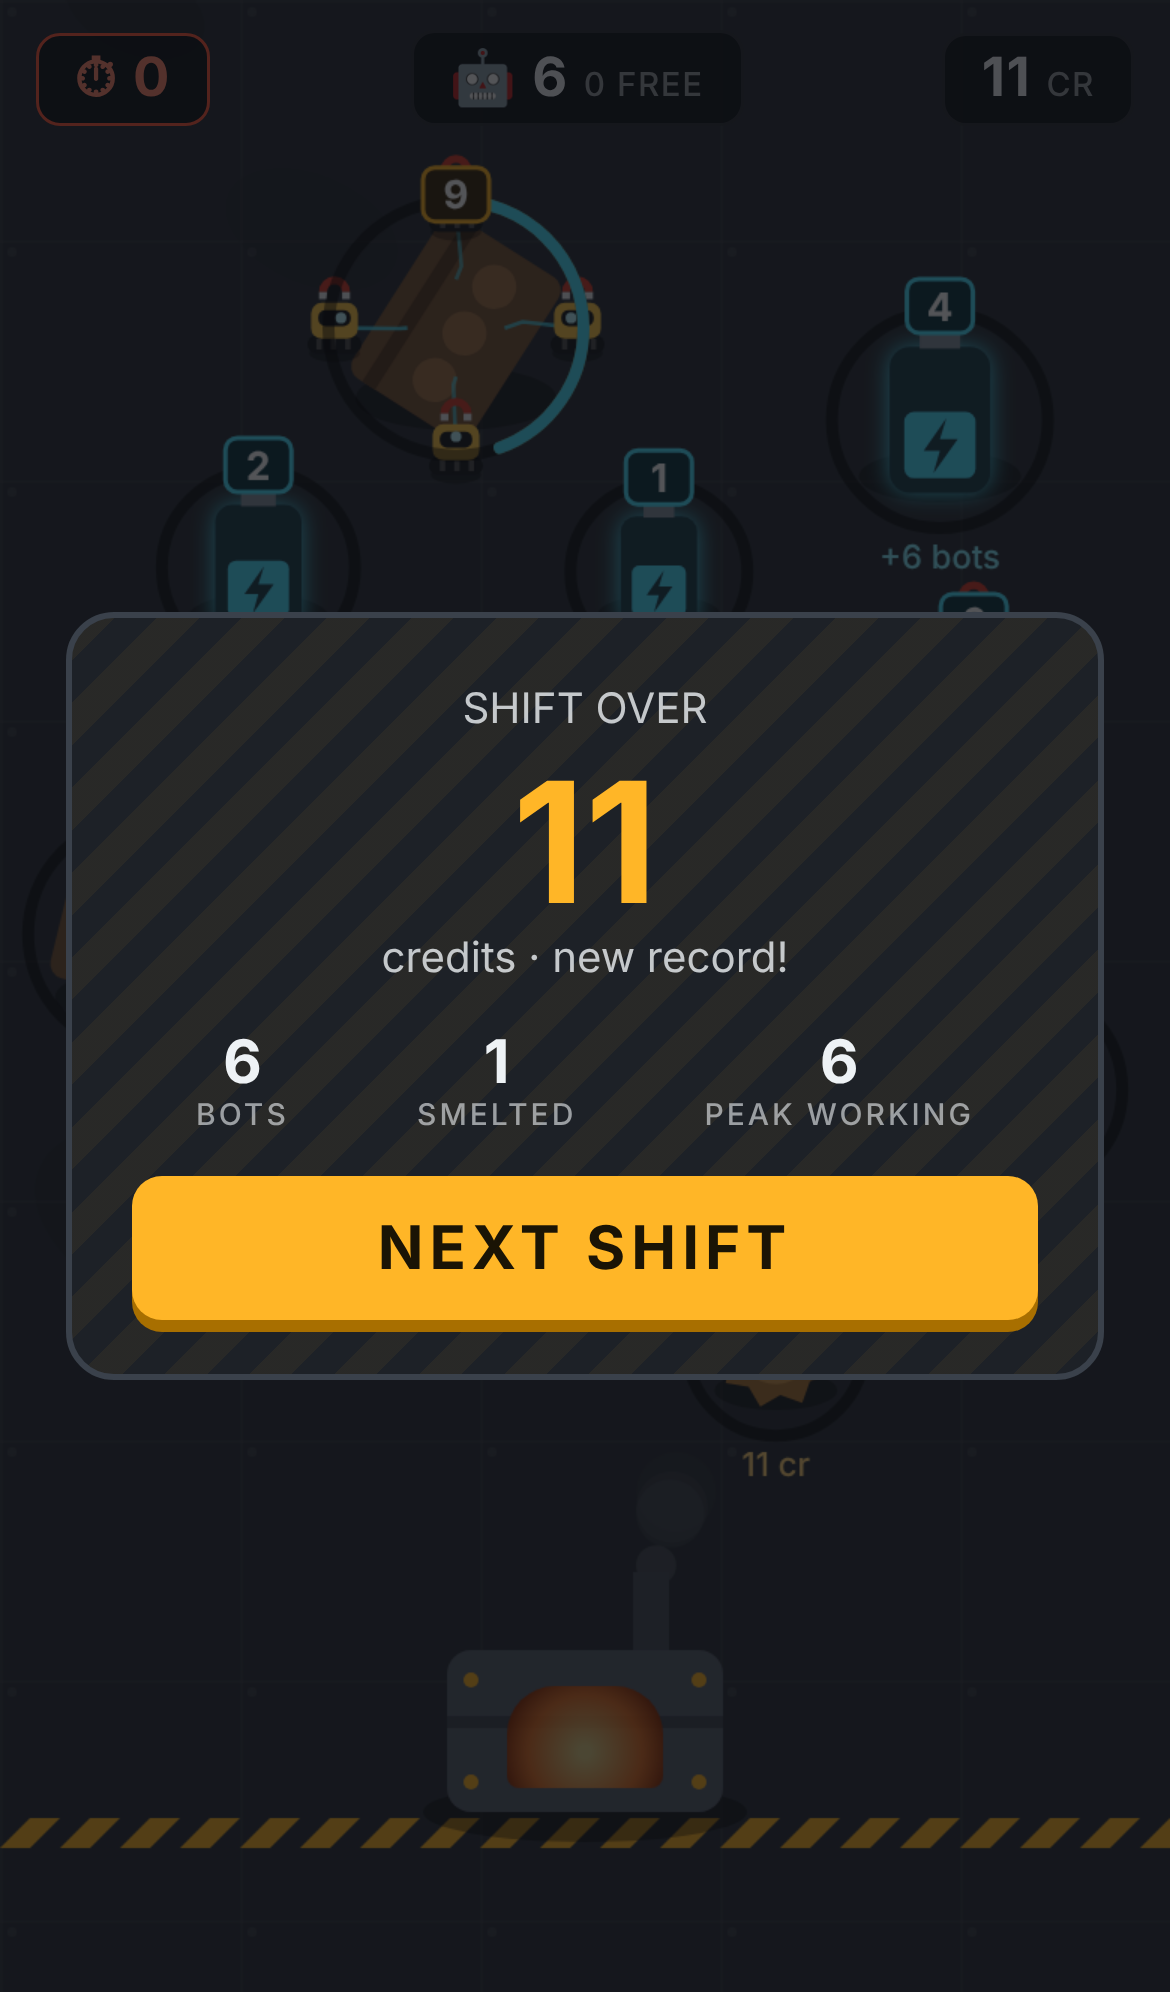 ⏱ 0
🤖 6 0 FREE
11 CR
9
4
2
1
+6 bots
SHIFT OVER
11
credits · new record!
6 1 6
BOTS SMELTED PEAK WORKING
NEXT SHIFT
11 cr